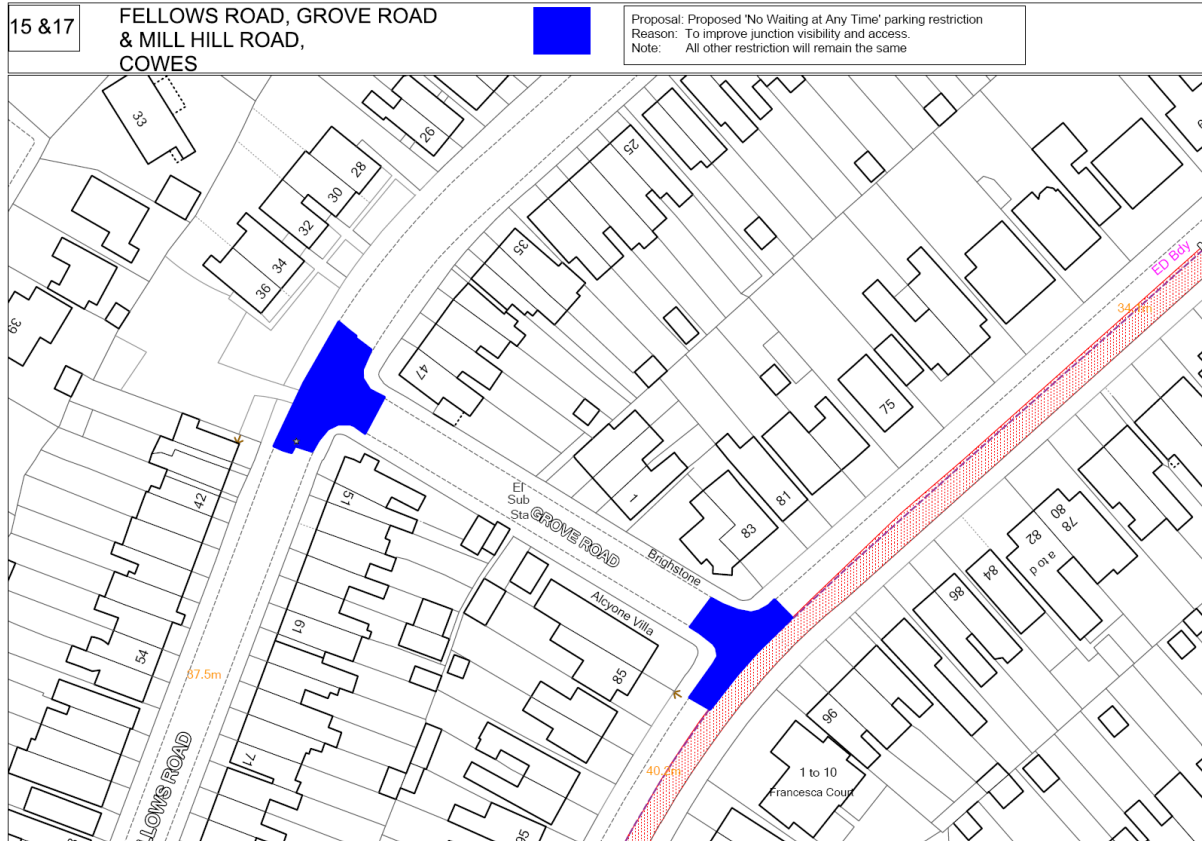 15 &17
FELLOWS ROAD, GROVE ROAD
& MILL HILL ROAD,
COWES
Proposal: Proposed 'No Waiting at Any Time' parking restriction
Reason: To improve junction visibility and access.
Note: All other restriction will remain the same
33
26
28
30
32
34
36
25
35
39
47
ED Bdy
75
42
51
1
81
83
El
Sub
Sta
GROVE ROAD
Brighstone
80
78
82
a to d
84
86
Alcyone Villa
61
54
37.5m
85
96
71
40.2m
1 to 10
Francesca Court
LLOWS ROAD
95